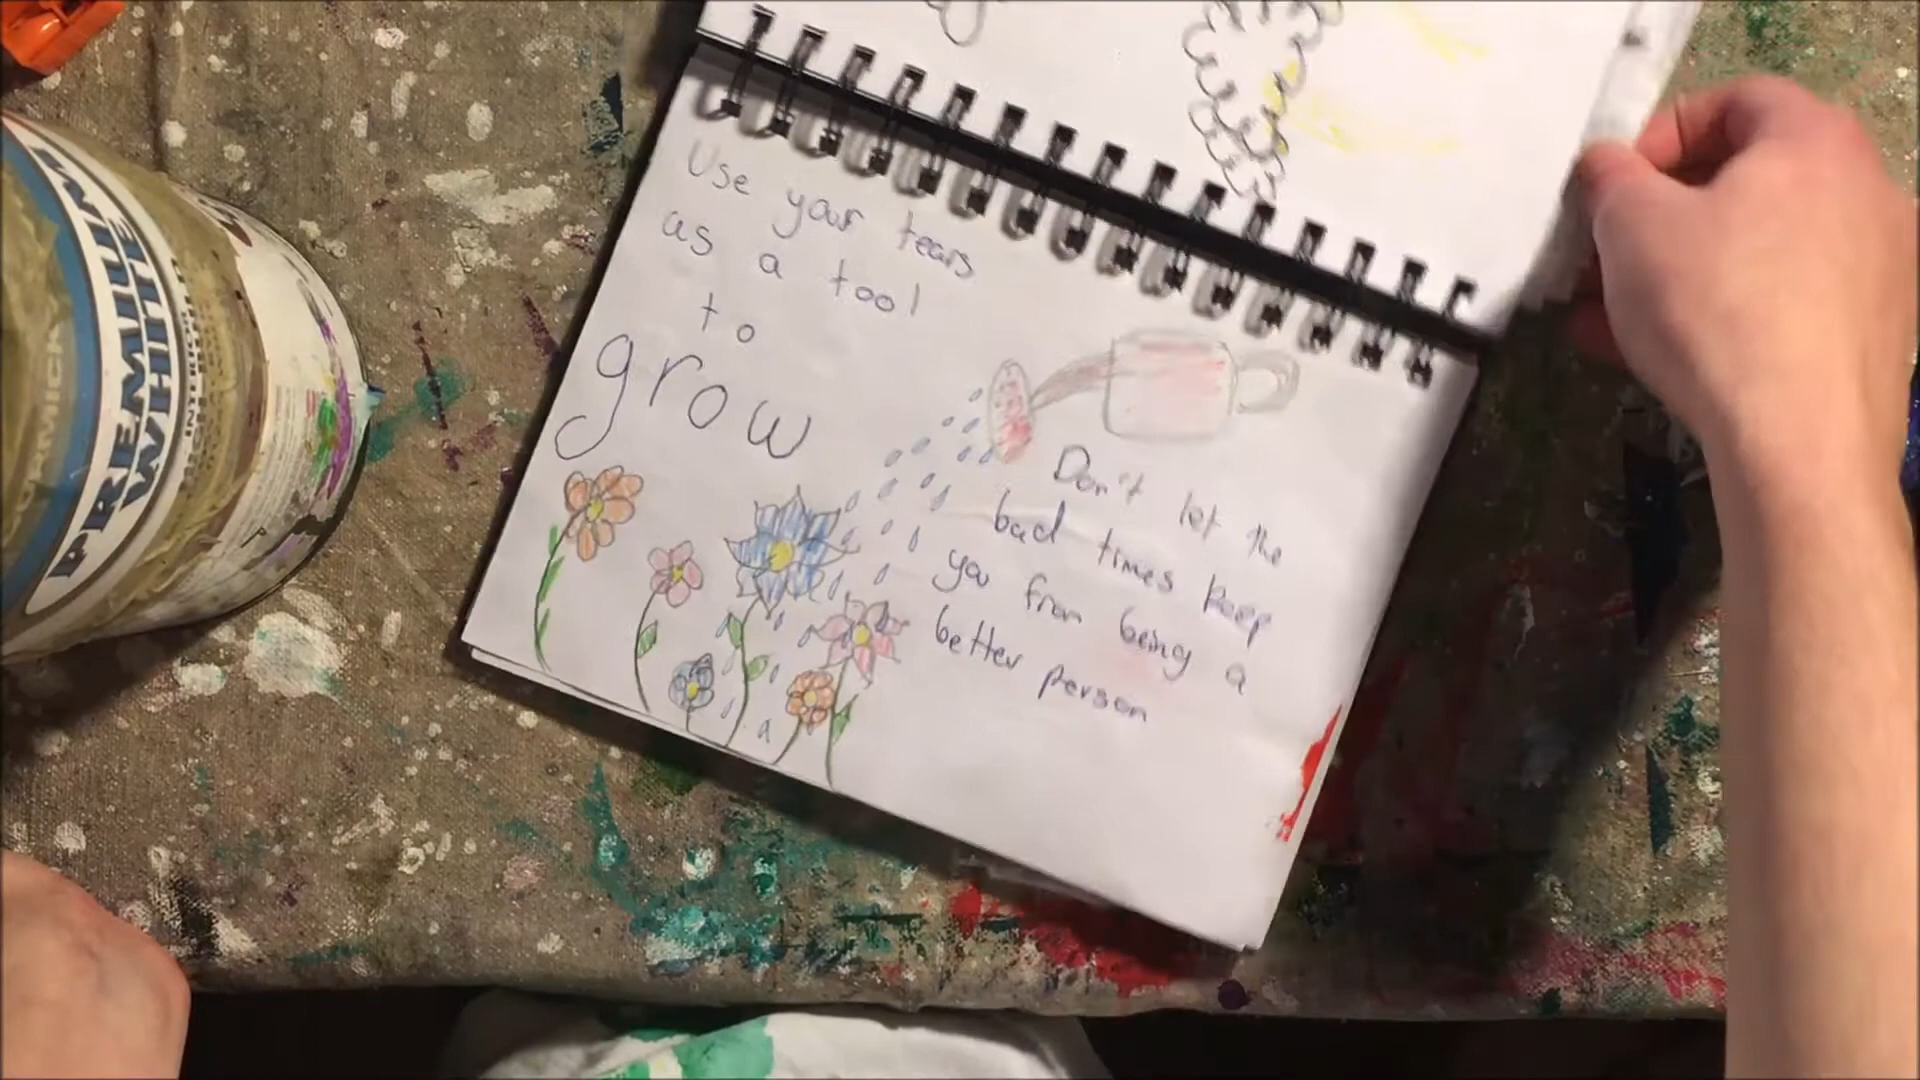 Use your tears
as a tool
to
grow
Don't let the
bad times keep
you from being a
better person
PREMIUM
WHITE